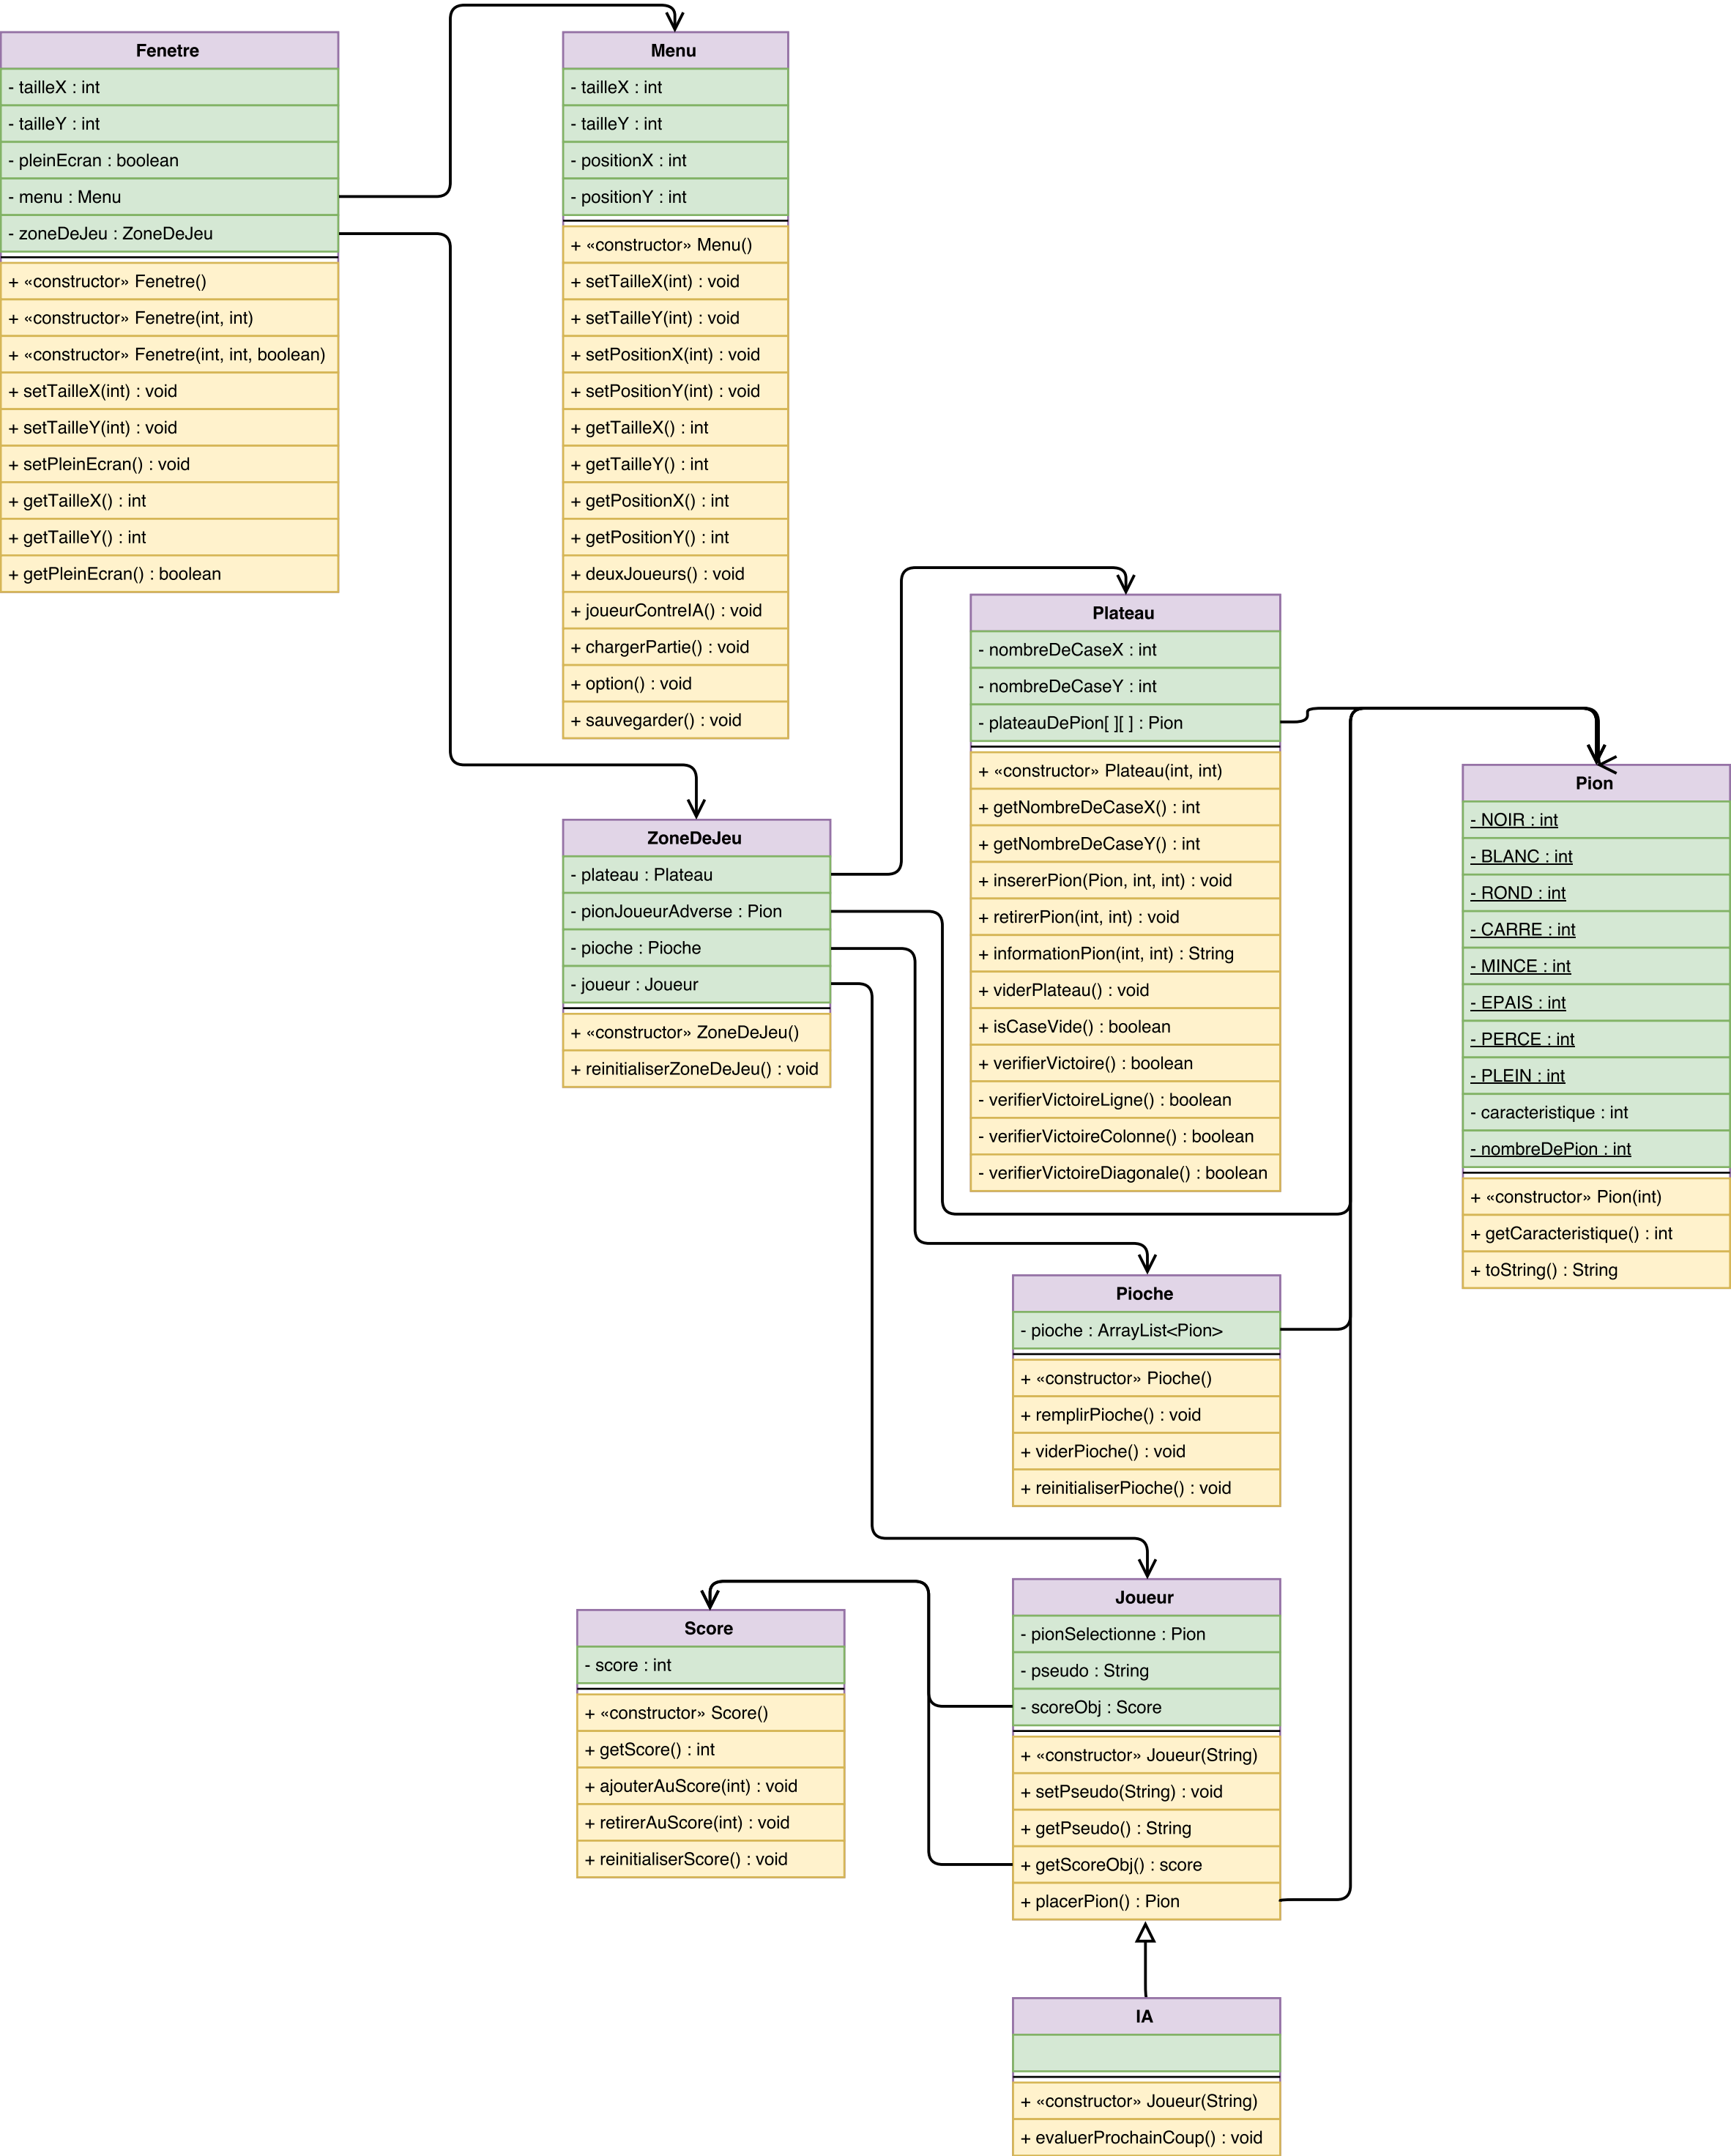 Fenetre
- tailleX : int
- tailleY : int
- pleinEcran : boolean
- menu : Menu
- zoneDeJeu : ZoneDeJeu
+ «constructor» Fenetre()
+ «constructor» Fenetre(int, int)
+ «constructor» Fenetre(int, int, boolean)
+ setTailleX(int) : void
+ setTailleY(int) : void
+ setPleinEcran() : void
+ getTailleX() : int
+ getTailleY() : int
+ getPleinEcran() : boolean
Menu
- tailleX : int
- tailleY : int
- positionX : int
- positionY : int
+ «constructor» Menu()
+ setTailleX(int) : void
+ setTailleY(int) : void
+ setPositionX(int) : void
+ setPositionY(int) : void
+ getTailleX() : int
+ getTailleY() : int
+ getPositionX() : int
+ getPositionY() : int
+ deuxJoueurs() : void
+ joueurContreIA() : void
+ chargerPartie() : void
+ option() : void
+ sauvegarder() : void
ZoneDeJeu
- plateau : Plateau
- pionJoueurAdverse : Pion
- pioche : Pioche
- joueur : Joueur
+ «constructor» ZoneDeJeu()
+ reinitialiserZoneDeJeu() : void
Plateau
- nombreDeCaseX : int
- nombreDeCaseY : int
- plateauDePion[ ][ ] : Pion
+ «constructor» Plateau(int, int)
+ getNombreDeCaseX() : int
+ getNombreDeCaseY() : int
+ insererPion(Pion, int, int) : void
+ retirerPion(int, int) : void
+ informationPion(int, int) : String
+ viderPlateau() : void
+ isCaseVide() : boolean
+ verifierVictoire() : boolean
- verifierVictoireLigne() : boolean
- verifierVictoireColonne() : boolean
- verifierVictoireDiagonale() : boolean
Pion
- NOIR : int
- BLANC : int
- ROND : int
- CARRE : int
- MINCE : int
- EPAIS : int
- PERCE : int
- PLEIN : int
- caracteristique : int
- nombreDePion : int
+ «constructor» Pion(int)
+ getCaracteristique() : int
+ toString() : String
Pioche
- pioche : ArrayList<Pion>
+ «constructor» Pioche()
+ remplirPioche() : void
+ viderPioche() : void
+ reinitialiserPioche() : void
Score
- score : int
+ «constructor» Score()
+ getScore() : int
+ ajouterAuScore(int) : void
+ retirerAuScore(int) : void
+ reinitialiserScore() : void
Joueur
- pionSelectionne : Pion
- pseudo : String
- scoreObj : Score
+ «constructor» Joueur(String)
+ setPseudo(String) : void
+ getPseudo() : String
+ getScoreObj() : score
+ placerPion() : Pion
IA
+ «constructor» Joueur(String)
+ evaluerProchainCoup() : void